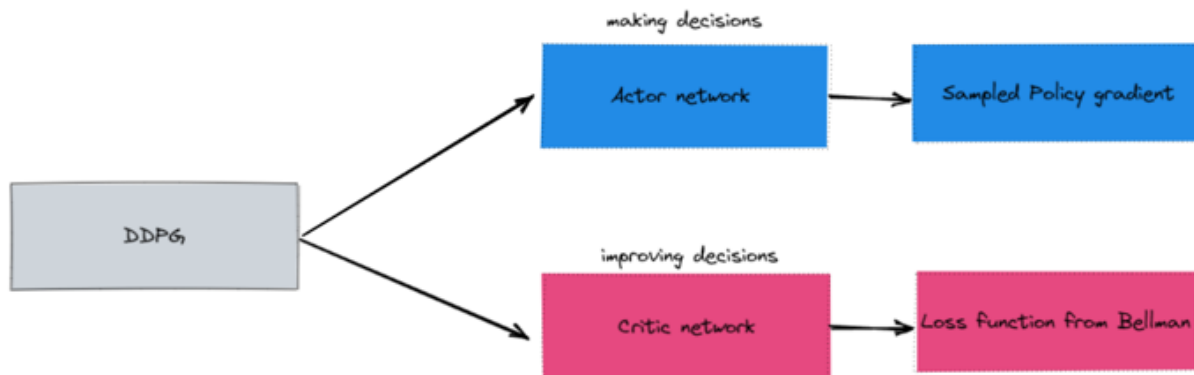 making decisions
Actor network
Sampled Policy gradient
DDPG
improving decisions
Critic network
Loss function from Bellman